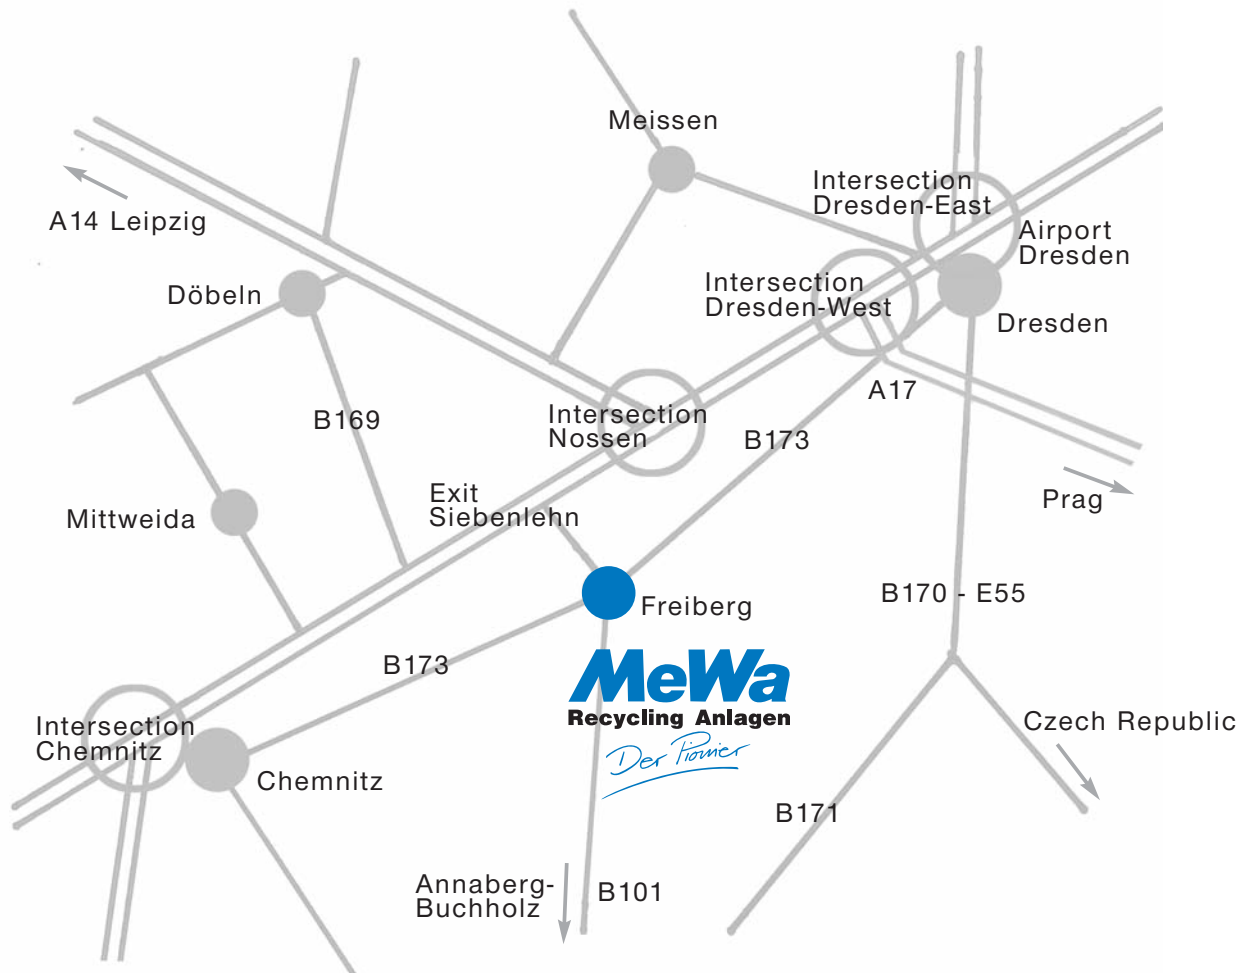 Meissen
Intersection
Dresden-East
A14 Leipzig
Airport
Dresden
Döbeln
Intersection
Dresden-West
Dresden
A17
B169
Intersection
Nossen
B173
Exit
Siebenlehn
Prag
Mittweida
B170 - E55
Freiberg
B173
MeWa
Recycling Anlagen
Der Pionier
Intersection
Chemnitz
Czech Republic
Chemnitz
B171
Annaberg-
Buchholz
B101